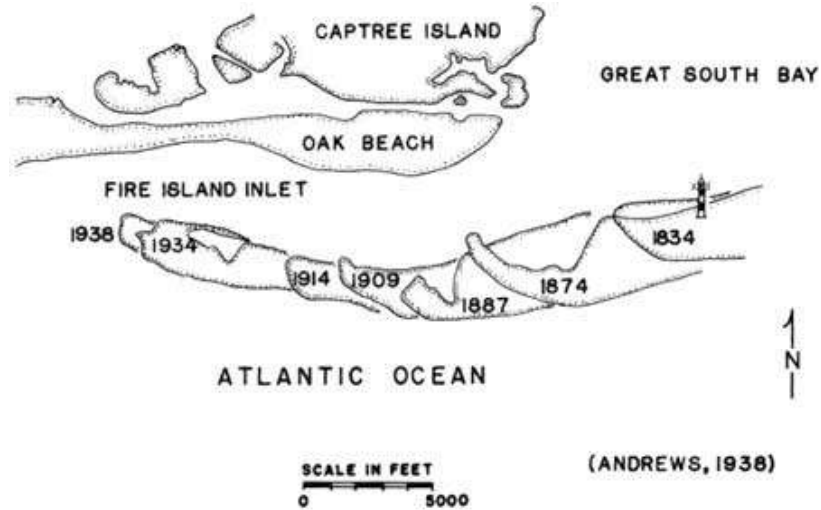 CAPTREE ISLAND
GREAT SOUTH BAY
OAK BEACH
FIRE ISLAND INLET
1938
1934
1834
1914
1909
1874
1887
N
ATLANTIC OCEAN
SCALE IN FEET
0 5000
(ANDREWS, 1938)